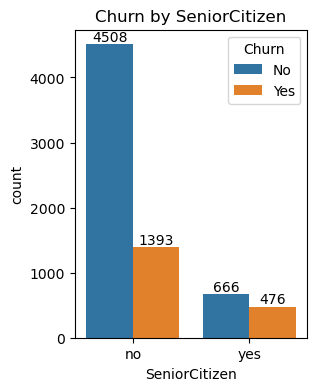 Churn by SeniorCitizen
4508
Churn
No
Yes
4000
3000
2000
1393
1000
666
476
0
count
no
yes
SeniorCitizen